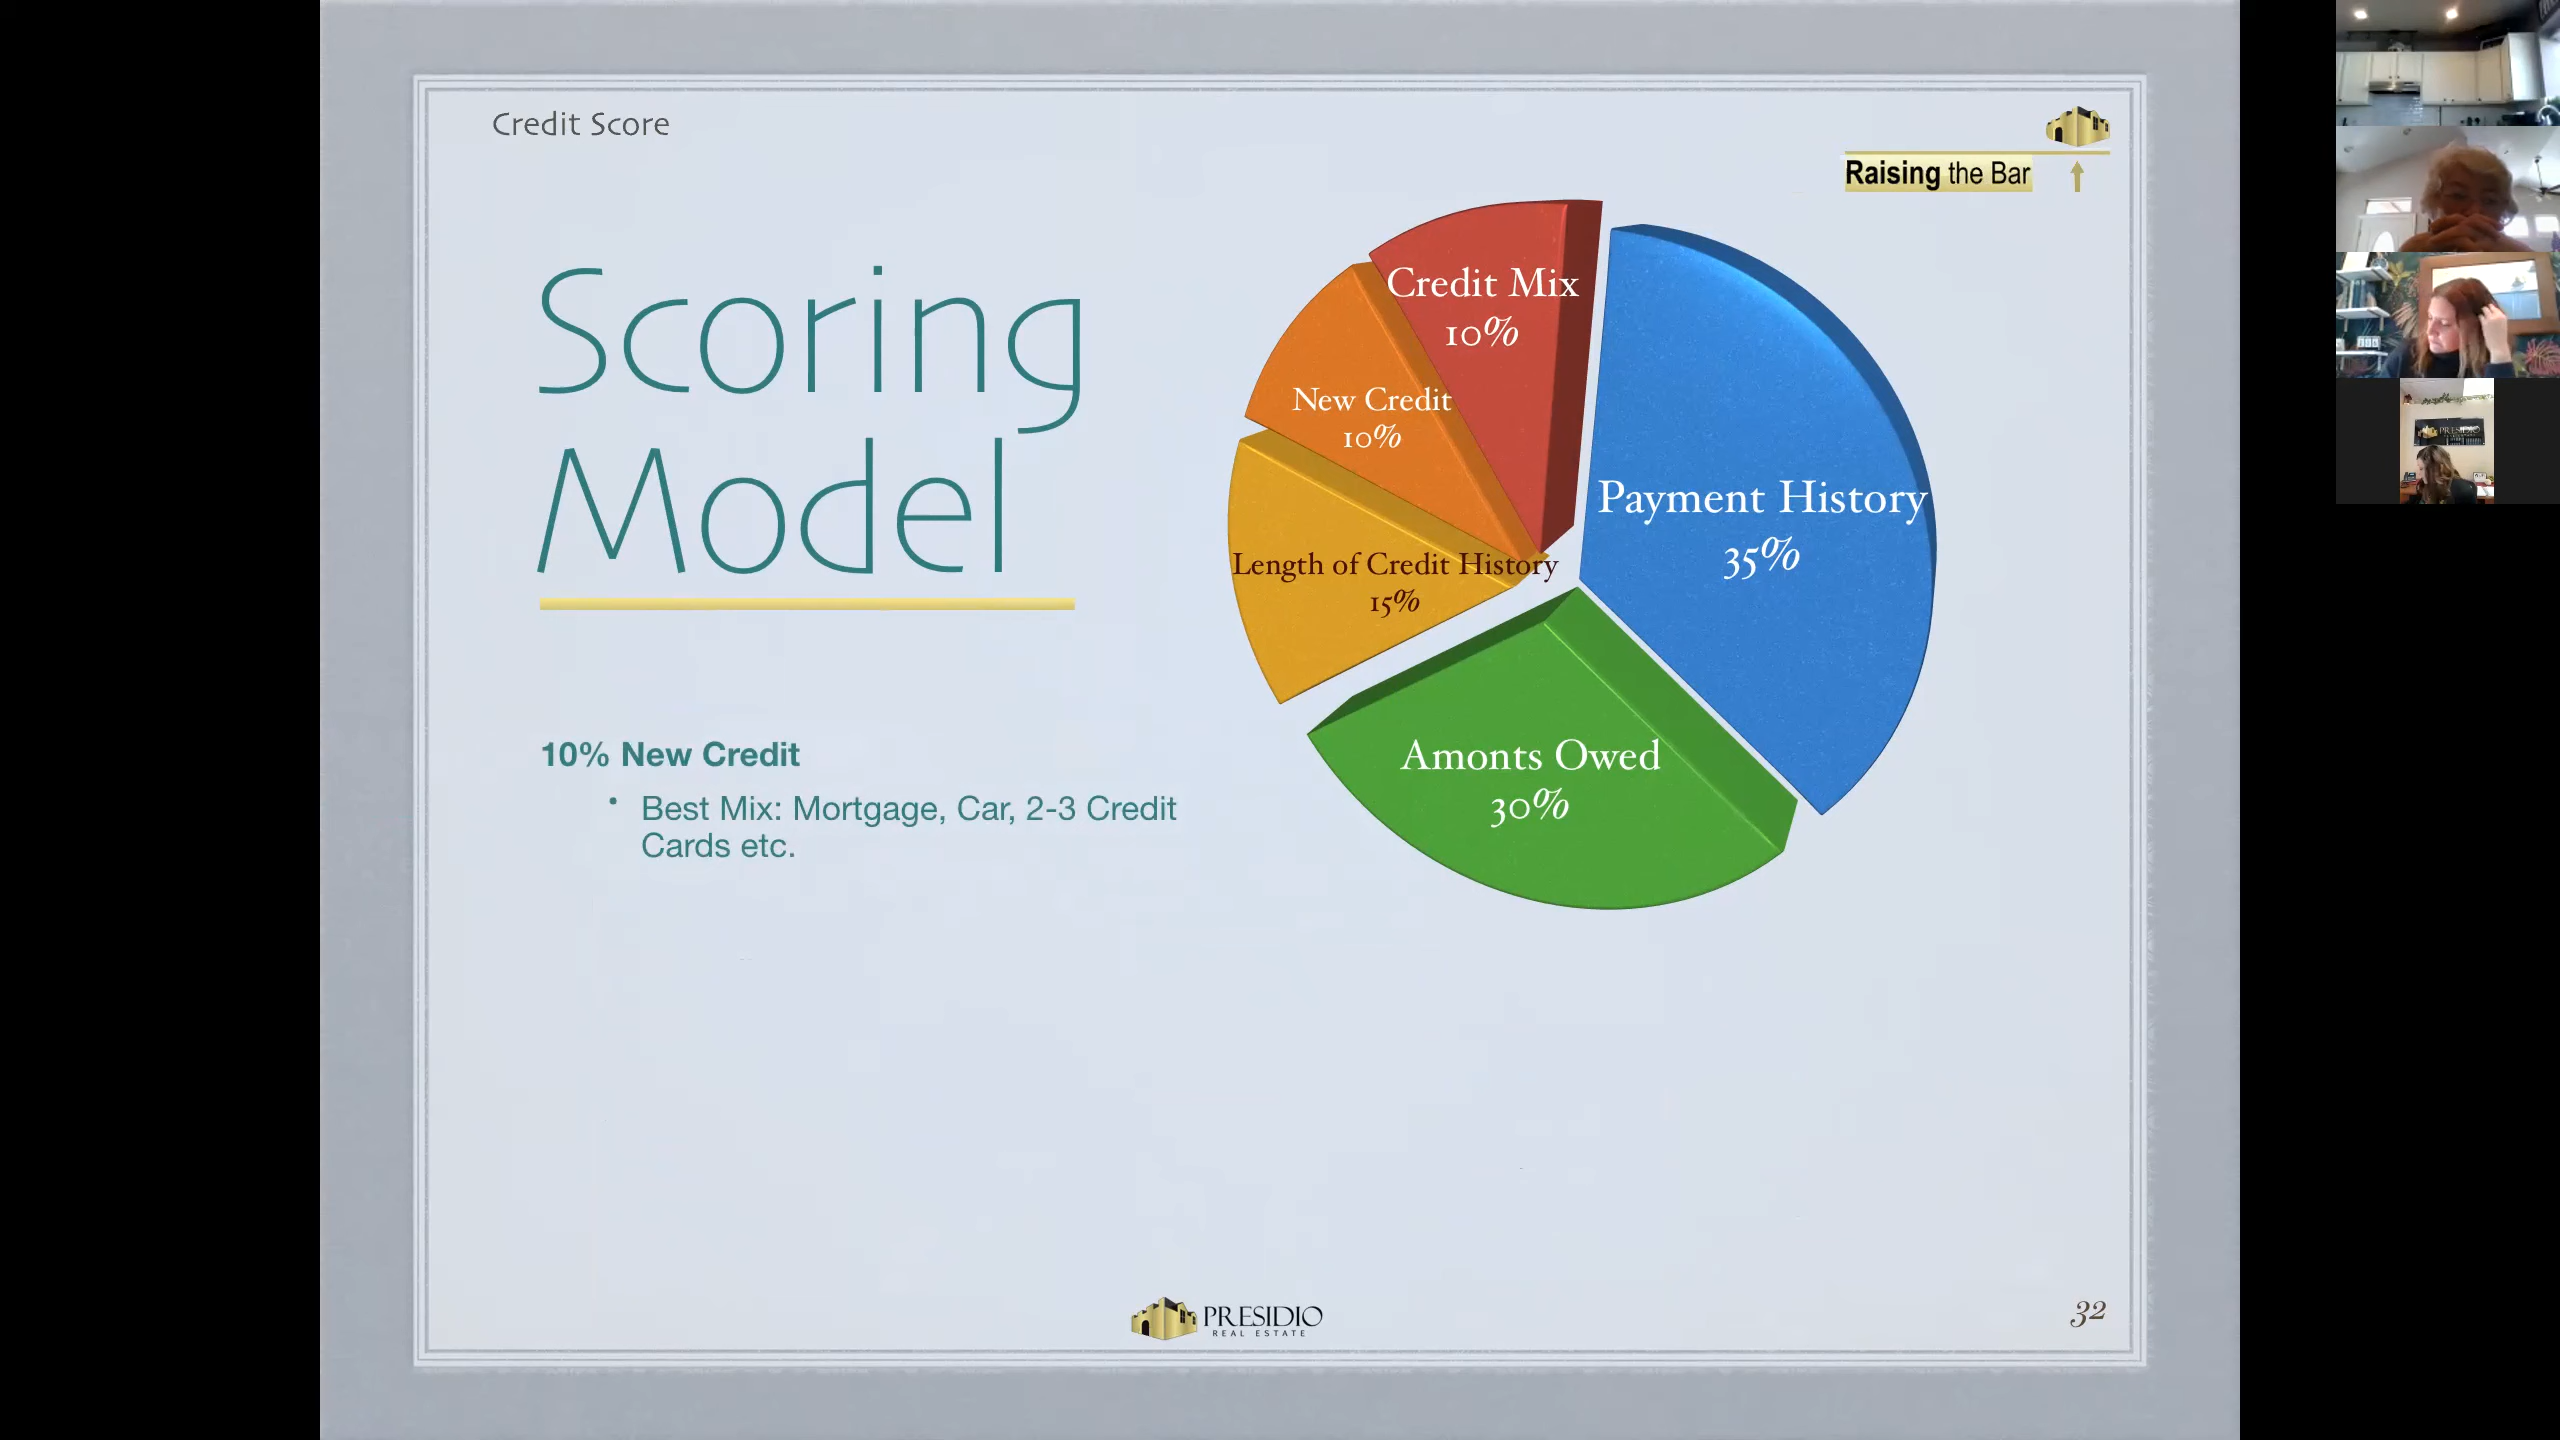 Credit Score
Raising the Bar
Scoring
Model
10% New Credit
• Best Mix: Mortgage, Car, 2-3 Credit
Cards etc.
Credit Mix
10%
New Credit
10%
Length of Credit History
15%
Payment History
35%
Amonts Owed
30%
PRESIDIO
REAL ESTATE
32
PRESIDIO